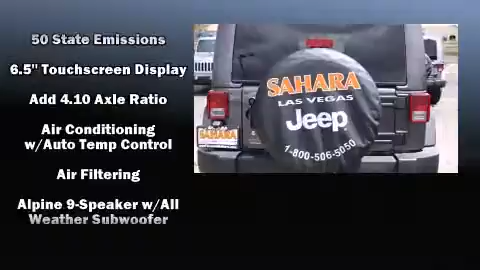 50 State Emissions
6.5" Touchscreen Display
Add 4.10 Axle Ratio
Air Conditioning
w/Auto Temp Control
Air Filtering
Alpine 9-Speaker w/All
Weather Subwoofer
SAHARA
LAS VEGAS
Jeep
1-800-506-5050
SAHARA